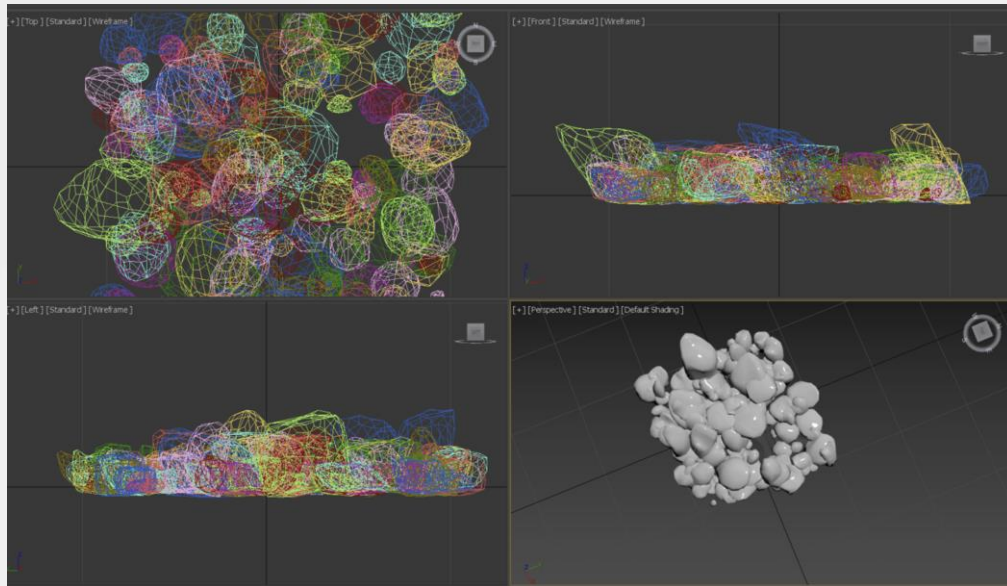 [+] [Top] [Standard] [Wireframe]
[+] [Front] [Standard] [Wireframe]
[+] [Left] [Standard] [Wireframe]
[+] [Perspective] [Standard] [Default Shading]